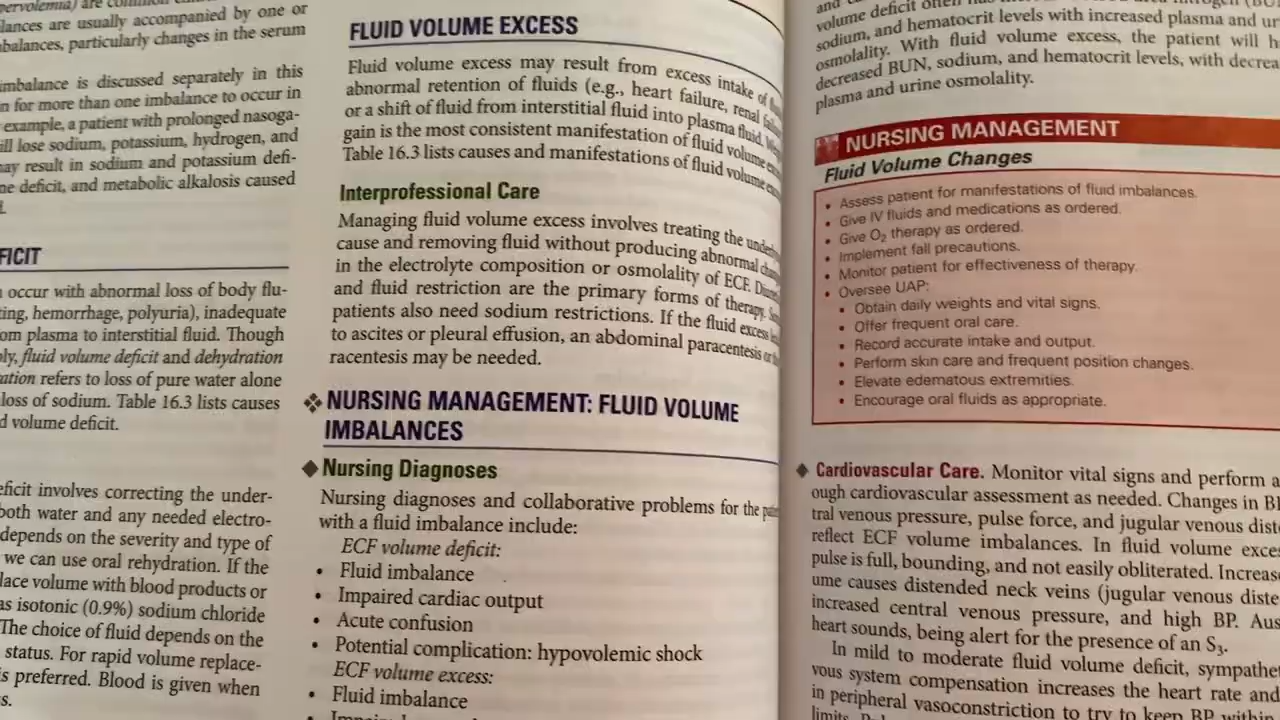 pervolemia) are common
lances are usually accompanied by one or
balances, particularly changes in the serum
imbalance is discussed separately in this
n for more than one imbalance to occur in
example, a patient with prolonged nasoga-
ill lose sodium, potassium, hydrogen, and
may result in sodium and potassium defi-
ne deficit, and metabolic alkalosis caused
FICIT
occur with abnormal loss of body flu-
ting, hemorrhage, polyuria), inadequate
om plasma to interstitial fluid. Though
ly, fluid volume deficit and dehydration
ation refers to loss of pure water alone
loss of sodium. Table 16.3 lists causes
d volume deficit.
eficit involves correcting the under-
both water and any needed electro-
depends on the severity and type of
we can use oral rehydration. If the
lace volume with blood products or
as isotonic (0.9%) sodium chloride
The choice of fluid depends on the
status. For rapid volume replace-
is preferred. Blood is given when
s.
FLUID VOLUME EXCESS
Fluid volume excess may result from excess intake of
abnormal retention of fluids (e.g., heart failure, renal
or a shift of fluid from interstitial fluid into plasma fluid.
gain is the most consistent manifestation of fluid volume
Table 16.3 lists causes and manifestations of fluid volume
Interprofessional Care
Managing fluid volume excess involves treating the
cause and removing fluid without producing abnormal
in the electrolyte composition or osmolality of ECF.
and fluid restriction are the primary forms of therapy.
patients also need sodium restrictions. If the fluid excess
to ascites or pleural effusion, an abdominal paracentesis or
racentesis may be needed.
NURSING MANAGEMENT: FLUID VOLUME
IMBALANCES
Nursing Diagnoses
Nursing diagnoses and collaborative problems for the
with a fluid imbalance include:
ECF volume deficit:
• Fluid imbalance
• Impaired cardiac output
• Acute confusion
• Potential complication: hypovolemic shock
ECF volume excess:
• Fluid imbalance
volume deficit often has
sodium, and hematocrit levels with increased plasma and ur
osmolality. With fluid volume excess, the patient will h
decreased BUN, sodium, and hematocrit levels, with decrea
plasma and urine osmolality.
NURSING MANAGEMENT
Fluid Volume Changes
• Assess patient for manifestations of fluid imbalances.
• Give IV fluids and medications as ordered.
• Give O₂ therapy as ordered.
• Implement fall precautions.
• Monitor patient for effectiveness of therapy.
• Oversee UAP:
• Obtain daily weights and vital signs.
• Offer frequent oral care.
• Record accurate intake and output.
• Perform skin care and frequent position changes.
• Elevate edematous extremities.
• Encourage oral fluids as appropriate.
Cardiovascular Care. Monitor vital signs and perform a
ough cardiovascular assessment as needed. Changes in BP
tral venous pressure, pulse force, and jugular venous diste
reflect ECF volume imbalances. In fluid volume exce
pulse is full, bounding, and not easily obliterated. Increase
ume causes distended neck veins (jugular venous diste
increased central venous pressure, and high BP. Aus
heart sounds, being alert for the presence of an S₃.
In mild to moderate fluid volume deficit, sympathet
vous system compensation increases the heart rate and
in peripheral vasoconstriction to try to keep BP within